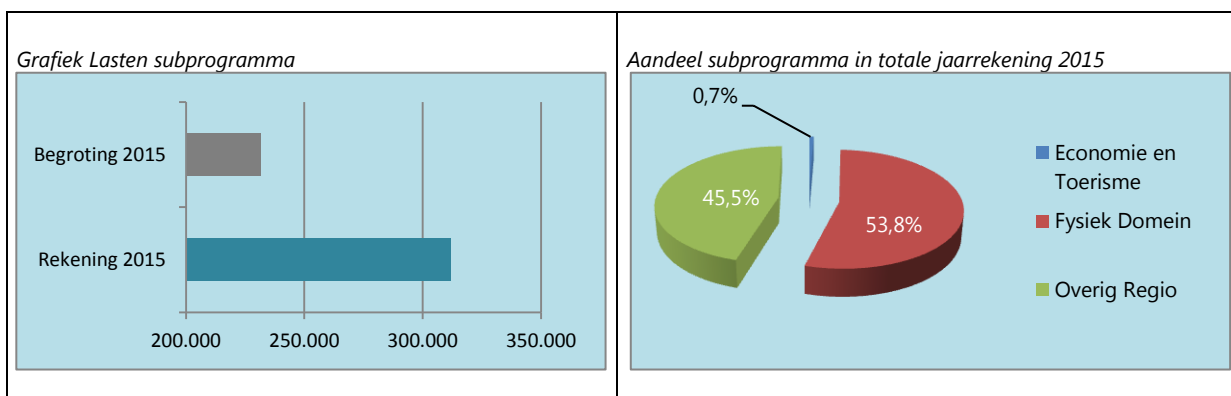 Grafiek Lasten subprogramma
Begroting 2015
Rekening 2015
200.000 250.000 300.000 350.000
Aandeel subprogramma in totale jaarrekening 2015
0,7%
45,5%
53,8%
Economie en
Toerisme
Fysiek Domein
Overig Regio